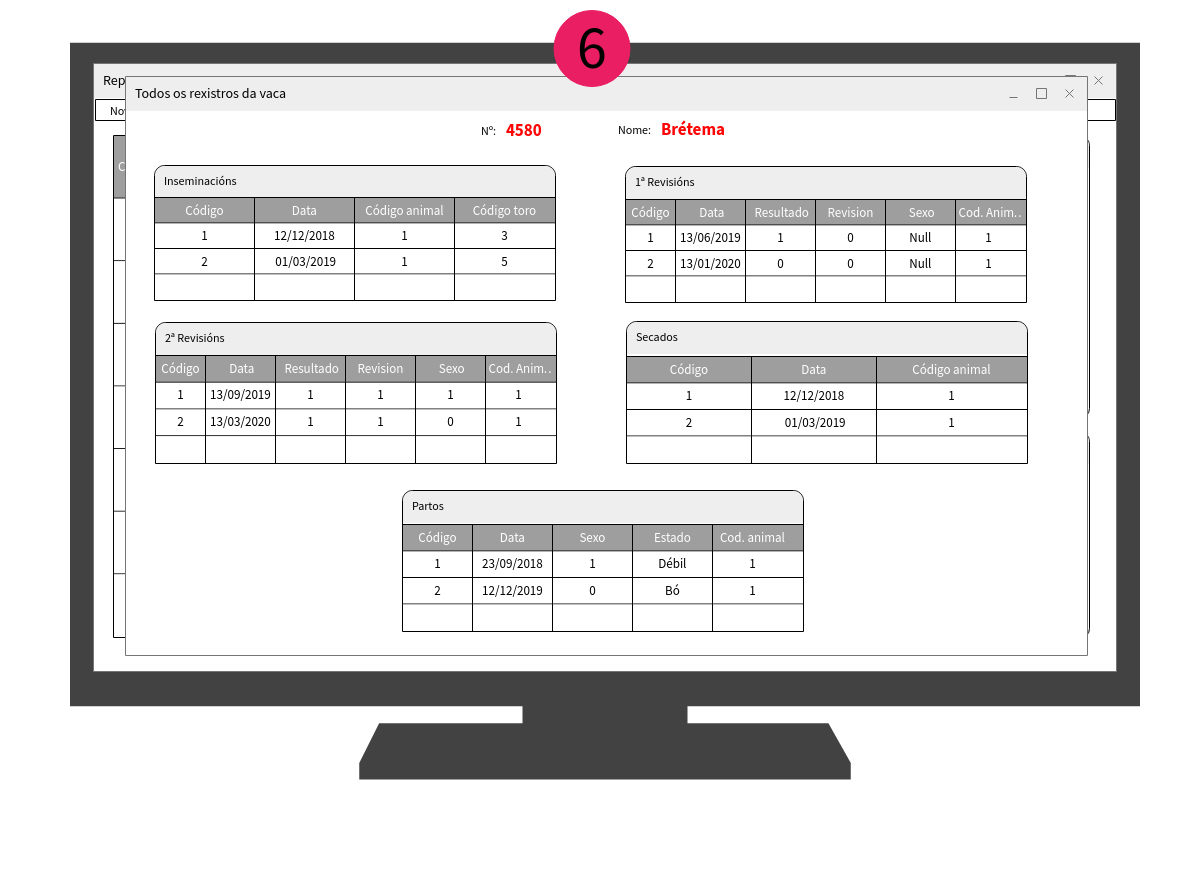 6
Rep
Todos os rexistros da vaca
No
Nº: 4580 Nome: Brétema
C
Inseminacións
Código Data Código animal Código toro
1 12/12/2018 1 3
2 01/03/2019 1 5
1ª Revisións
Código Data Resultado Revision Sexo Cod. Anim..
1 13/06/2019 1 0 Null 1
2 13/01/2020 0 0 Null 1
2ª Revisións
Código Data Resultado Revision Sexo Cod. Anim..
1 13/09/2019 1 1 1 1
2 13/03/2020 1 1 0 1
Secados
Código Data Código animal
1 12/12/2018 1
2 01/03/2019 1
Partos
Código Data Sexo Estado Cod. animal
1 23/09/2018 1 Débil 1
2 12/12/2019 0 Bó 1